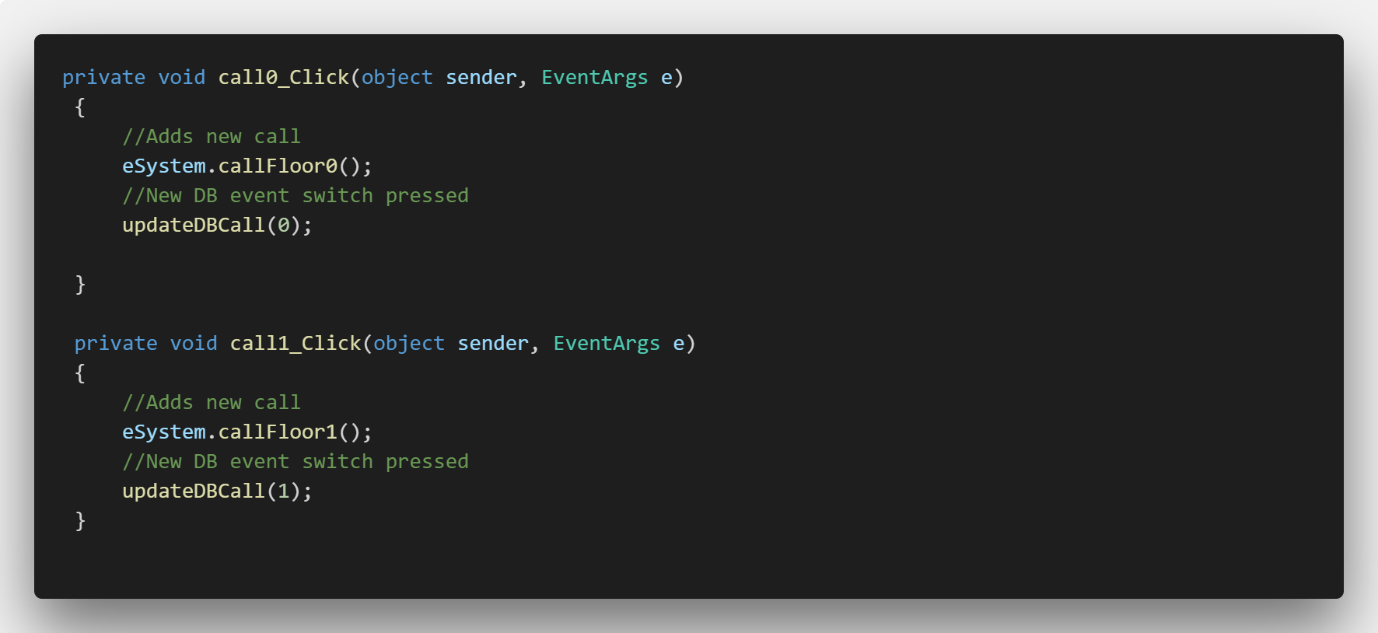 private void call0_Click(object sender, EventArgs e)
{
//Adds new call
eSystem.callFloor0();
//New DB event switch pressed
updateDBCall(0);
}
private void call1_Click(object sender, EventArgs e)
{
//Adds new call
eSystem.callFloor1();
//New DB event switch pressed
updateDBCall(1);
}